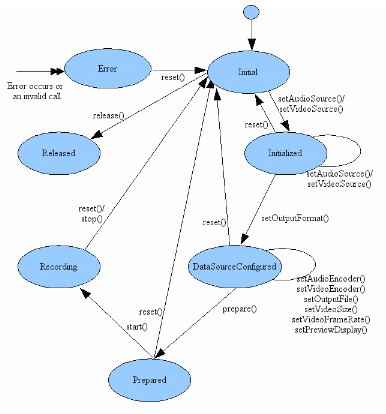 Error
Initial
Error occurs or
an invalid call
reset()
setAudioSource()/
setVideoSource()
release()
reset()
Released
Initialized
setAudioSource()/
setVideoSource()
reset()/
stop()
setOutputFormat()
reset()
Recording
DataSourceConfigured
setAudioEncoder()
setVideoEncoder()
setOutputFile()
setVideoSize()
setVideoFrameRate()
setPreviewDisplay()
reset()
prepare()
start()
Prepared